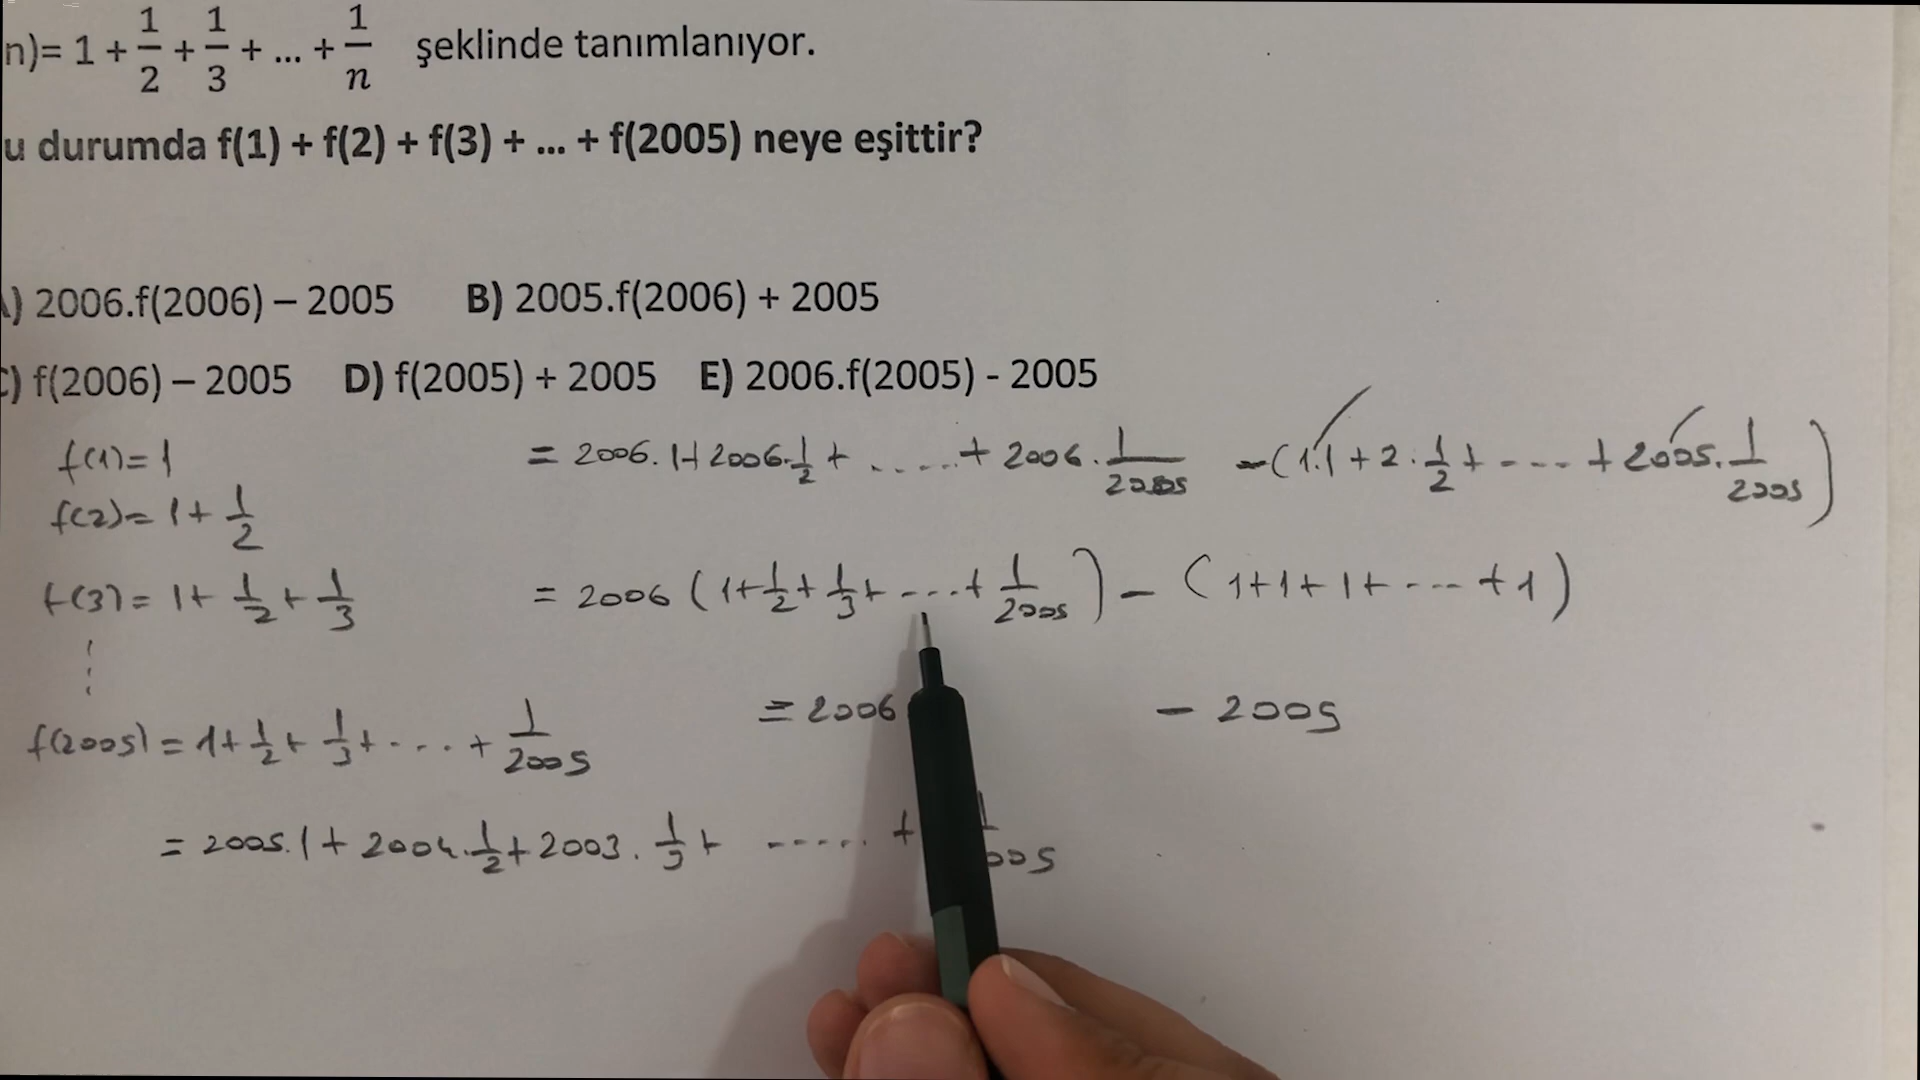 n)= 1 + 1/2 + 1/3 + ... + 1/n şeklinde tanımlanıyor.
u durumda f(1) + f(2) + f(3) + ... + f(2005) neye eşittir?
) 2006.f(2006) – 2005 B) 2005.f(2006) + 2005
) f(2006) – 2005 D) f(2005) + 2005 E) 2006.f(2005) - 2005
f(1)= 1
f(2)= 1 + 1/2
f(3)= 1+ 1/2 + 1/3
f(2005) = 1+ 1/2 + 1/3 + .... + 1/2005
= 2005.1 + 2004.1/2 + 2003.1/3 + ..... +
= 2006.1+ 2006.1/2 + ..... + 2006.1/2005 - (1.1 + 2.1/2 + .... + 2005.1/2005)
= 2006 (1+ 1/2 + 1/3 + .... + 1/2005) - (1+1+1+ .... +1)
= 2006 - 2005